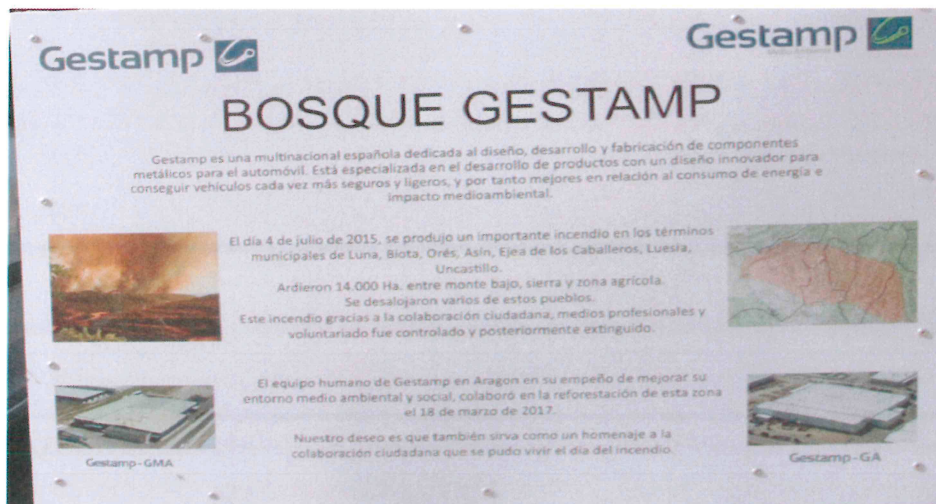 Gestamp
Gestamp
BOSQUE GESTAMP
Gestamp es una multinacional española dedicada al diseño, desarrollo y fabricación de componentes
metálicos para el automóvil. Está especializada en el desarrollo de productos con un diseño innovador para
conseguir vehículos cada vez más seguros y ligeros, y por tanto mejores en relación al consumo de energía e
impacto medioambiental.
El día 4 de julio de 2015, se produjo un importante incendio en los términos
municipales de Luna, Biota, Orés, Asín, Ejea de los Caballeros, Luesia,
Uncastillo.
Ardieron 14.000 Ha. entre monte bajo, sierra y zona agrícola.
Se desalojaron varios de estos pueblos.
Este incendio gracias a la colaboración ciudadana, medios profesionales y
voluntariado fue controlado y posteriormente extinguido.
El equipo humano de Gestamp en Aragon en su empeño de mejorar su
entorno medio ambiental y social, colaboró en la reforestación de esta zona
el 18 de marzo de 2017.
Nuestro deseo es que también sirva como un homenaje a la
colaboración ciudadana que se pudo vivir el día del incendio.
Gestamp-GMA
Gestamp-GA